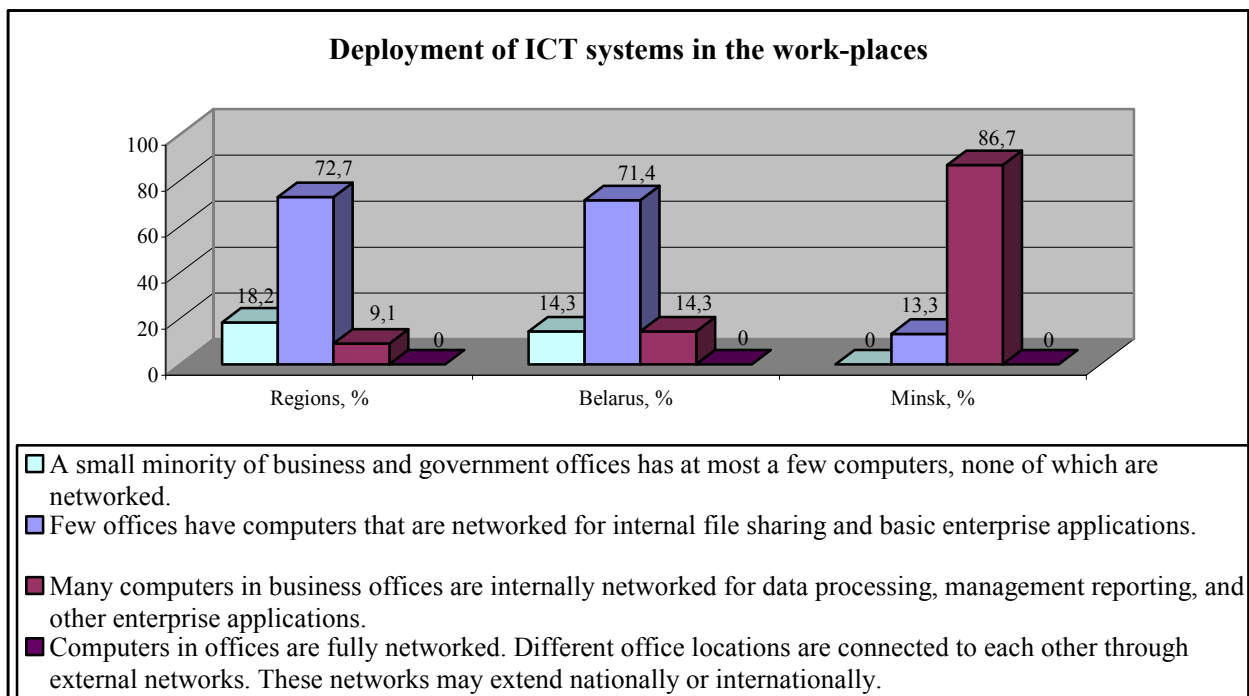 Deployment of ICT systems in the work-places
100
80
60
40
20
0
18,2
72,7
9,1
0
14,3
71,4
14,3
0
0
13,3
86,7
0
Regions, %
Belarus, %
Minsk, %
A small minority of business and government offices has at most a few computers, none of which are
networked.
Few offices have computers that are networked for internal file sharing and basic enterprise applications.
Many computers in business offices are internally networked for data processing, management reporting, and
other enterprise applications.
Computers in offices are fully networked. Different office locations are connected to each other through
external networks. These networks may extend nationally or internationally.